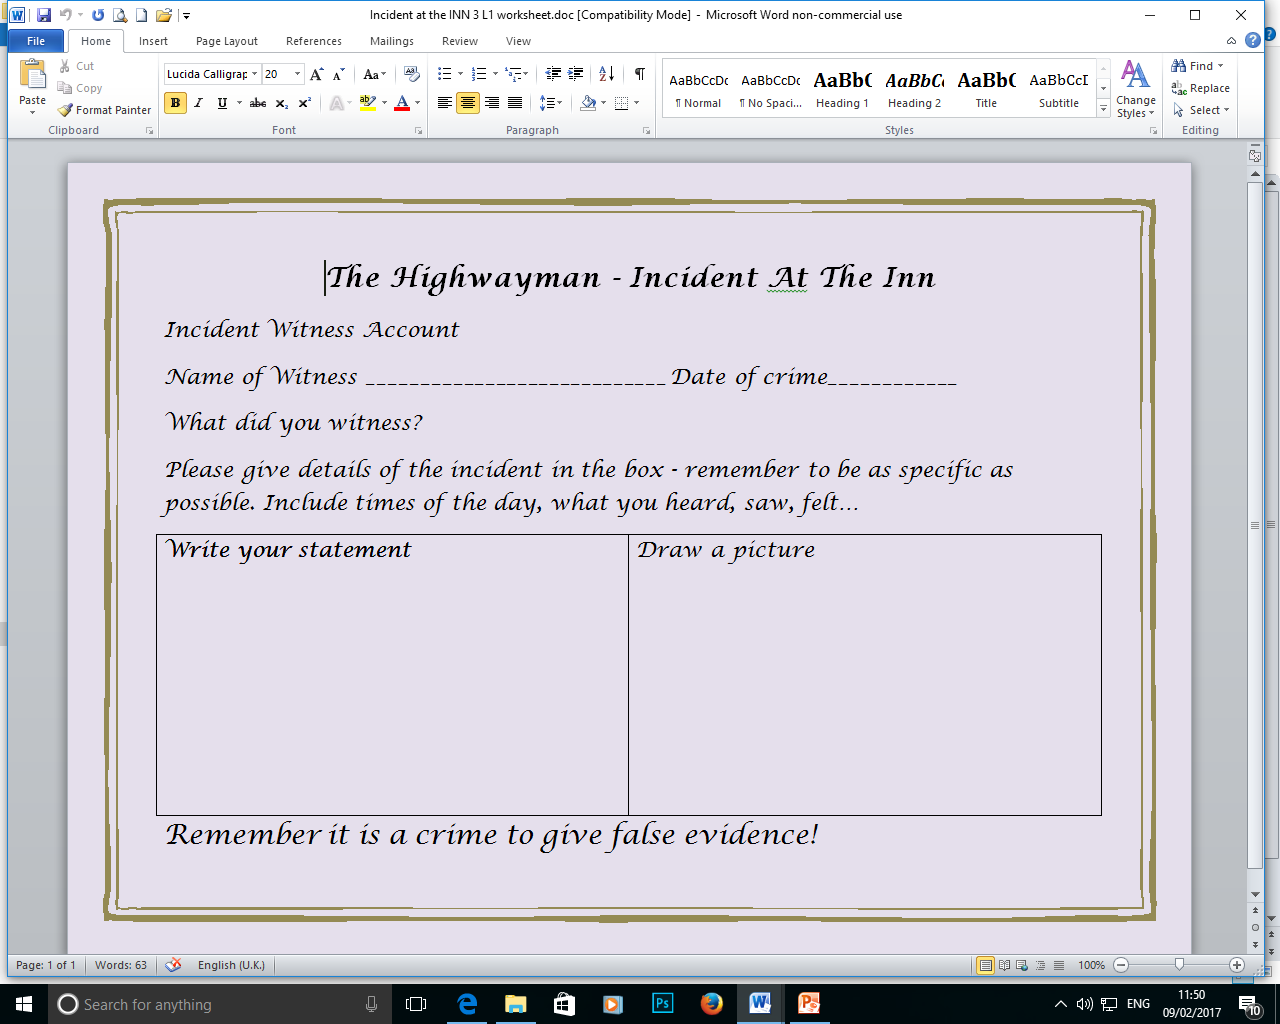 Incident at the INN 3 L1 worksheet.doc [Compatibility Mode] - Microsoft Word non-commercial use
File Home Insert Page Layout References Mailings Review View
Paste
Cut
Copy
Format Painter
Clipboard
Lucida Calligrap 20
Font
Paragraph
AaBbCcDc AaBbCcDc AaBbC AaBbCc AaBbC AaBbCcI
¶ Normal ¶ No Spaci... Heading 1 Heading 2 Title Subtitle
Styles
Change
Styles
Find
Replace
Select
Editing
The Highwayman - Incident At The Inn
Incident Witness Account
Name of Witness ___________________________ Date of crime____________
What did you witness?
Please give details of the incident in the box - remember to be as specific as
possible. Include times of the day, what you heard, saw, felt...
Write your statement
Draw a picture
Remember it is a crime to give false evidence!
Page: 1 of 1 Words: 63 English (U.K.) 100%
Search for anything
ENG
11:50
09/02/2017
10